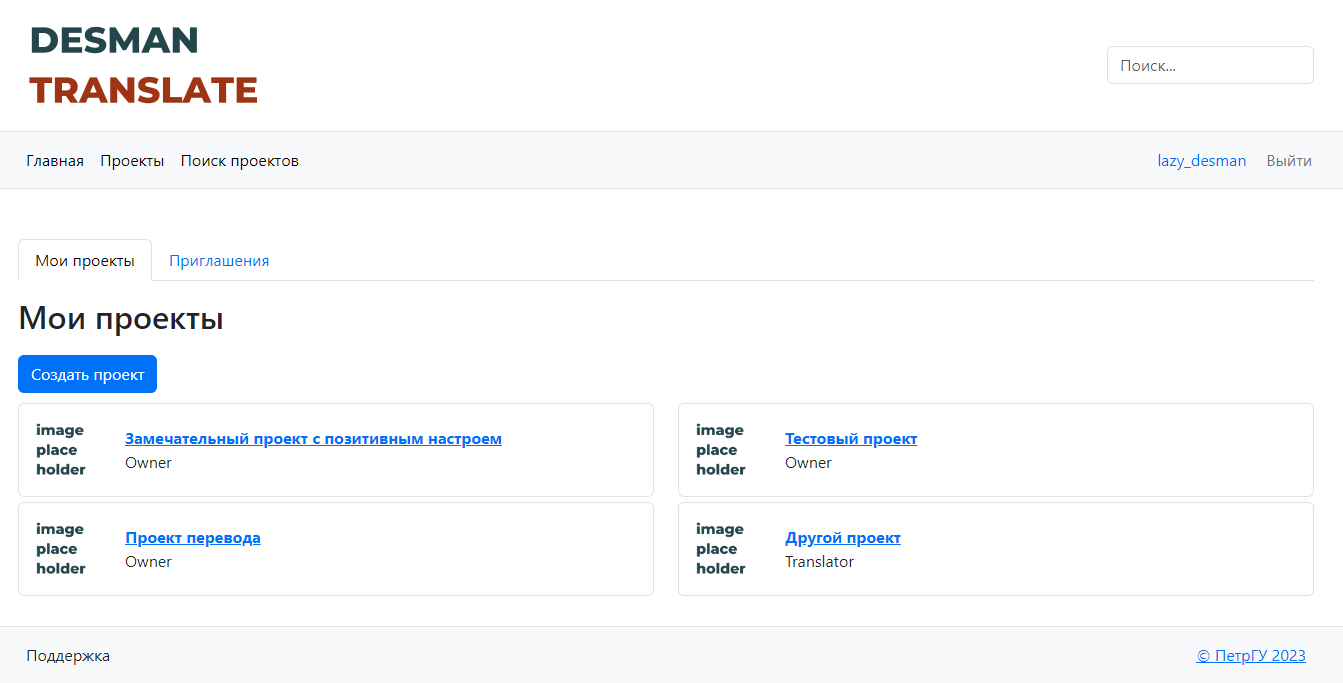 DESMAN
TRANSLATE
Поиск...
Главная Проекты Поиск проектов lazy_desman Выйти
Мои проекты Приглашения
Мои проекты
Создать проект
image
place
holder
Замечательный проект с позитивным настроем
Owner
image
place
holder
Тестовый проект
Owner
image
place
holder
Проект перевода
Owner
image
place
holder
Другой проект
Translator
Поддержка © ПетрГУ 2023